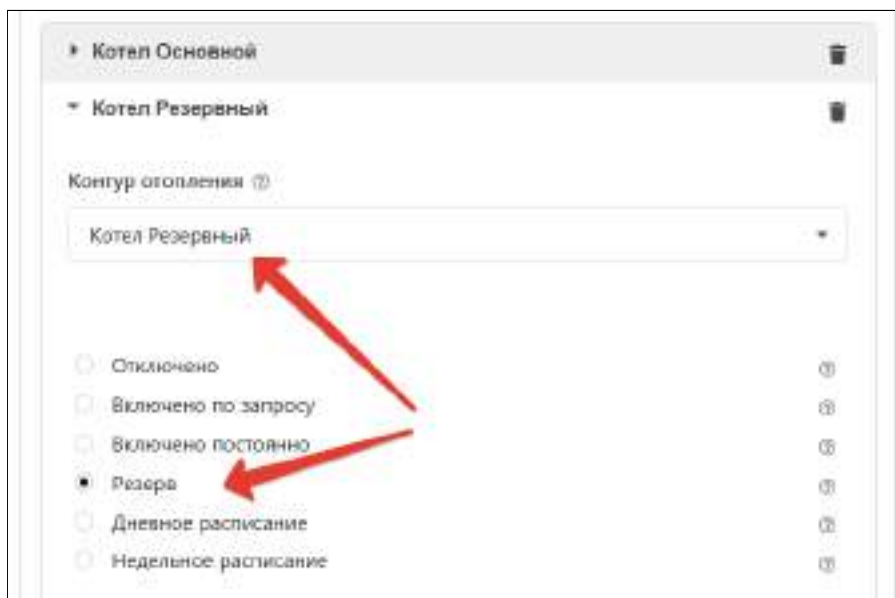 Котел Основной
Котел Резервный
Контур отопления
Котел Резервный
Отключено
Включено по запросу
Включено постоянно
Резерв
Дневное расписание
Недельное расписание